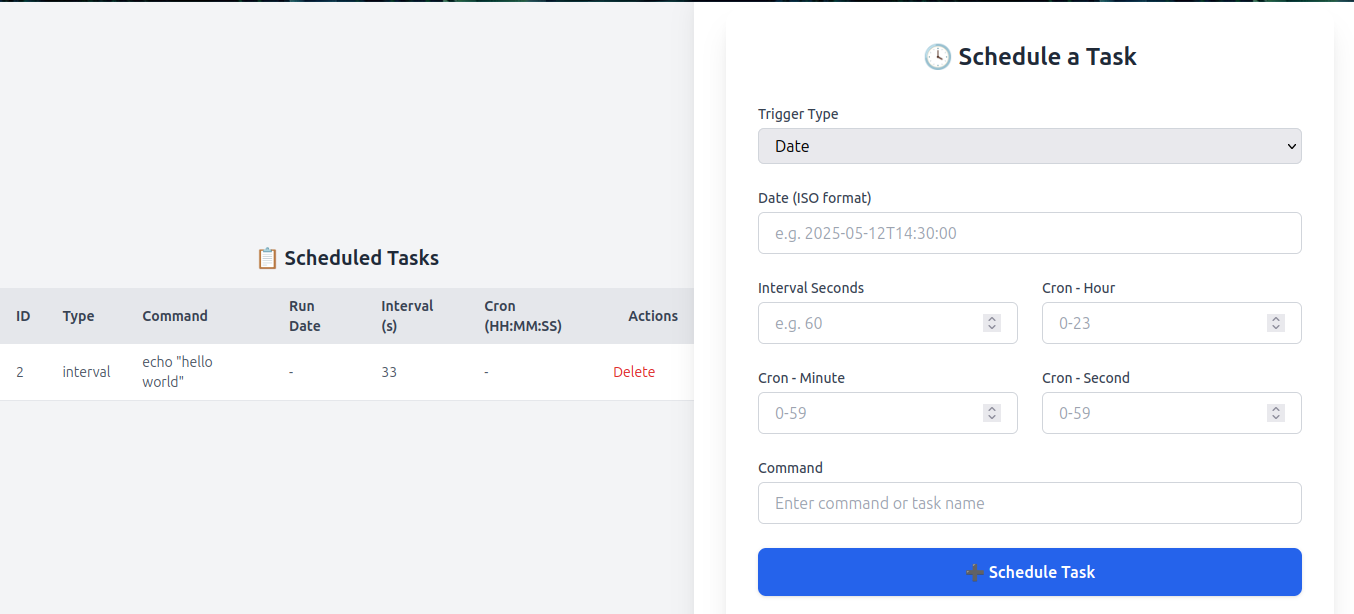 📋 Scheduled Tasks
ID Type Command Run Date Interval (s) Cron (HH:MM:SS) Actions
2 interval echo "hello world" - 33 - Delete
🕓 Schedule a Task
Trigger Type
Date
Date (ISO format)
e.g. 2025-05-12T14:30:00
Interval Seconds Cron - Hour
e.g. 60 0-23
Cron - Minute Cron - Second
0-59 0-59
Command
Enter command or task name
➕ Schedule Task